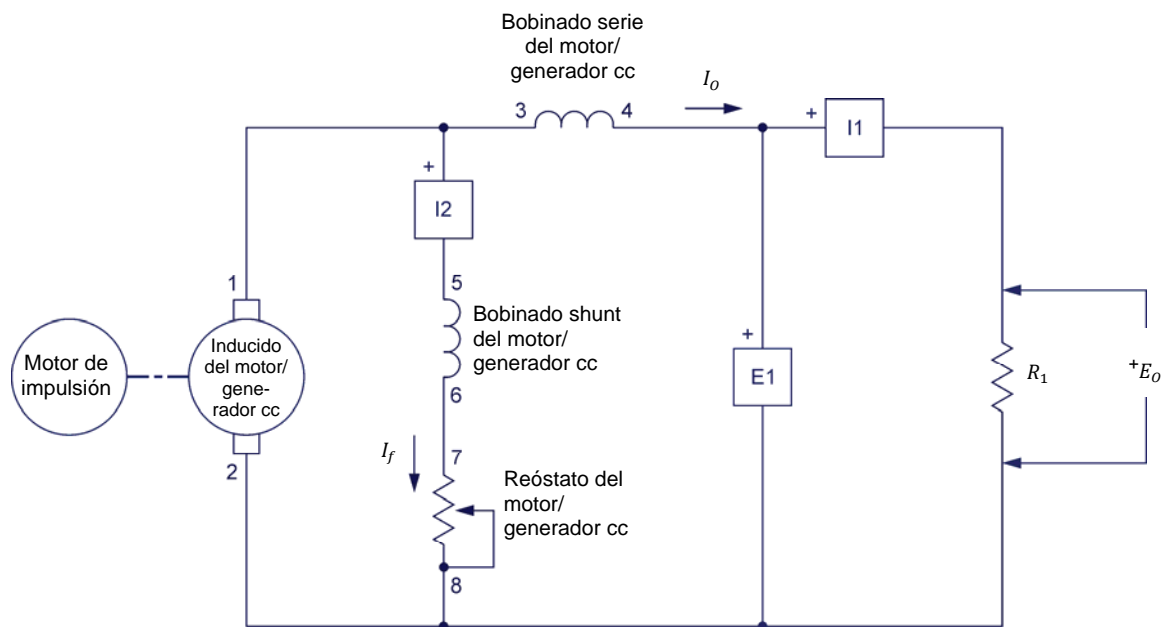 Bobinado serie
del motor/
generador cc
I_O
3
4
+
I1
+
I2
1
5
Bobinado shunt
del motor/
generador cc
Motor de
impulsión
Inducido
del motor/
gene-
rador cc
+
E1
R_1
+E_O
6
2
I_f
7
Reóstato del
motor/
generador cc
8